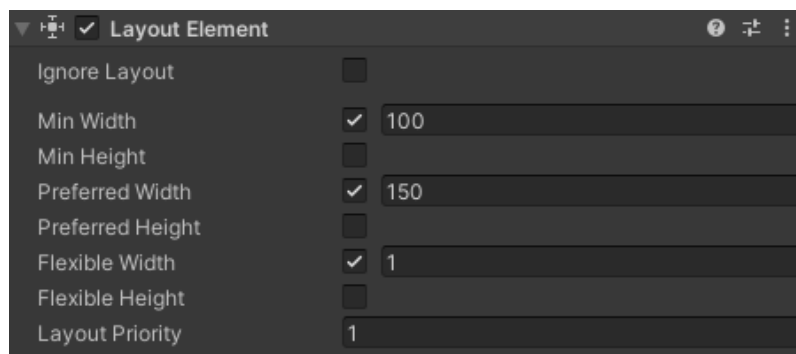 Layout Element
Ignore Layout
Min Width 100
Min Height
Preferred Width 150
Preferred Height
Flexible Width 1
Flexible Height
Layout Priority 1